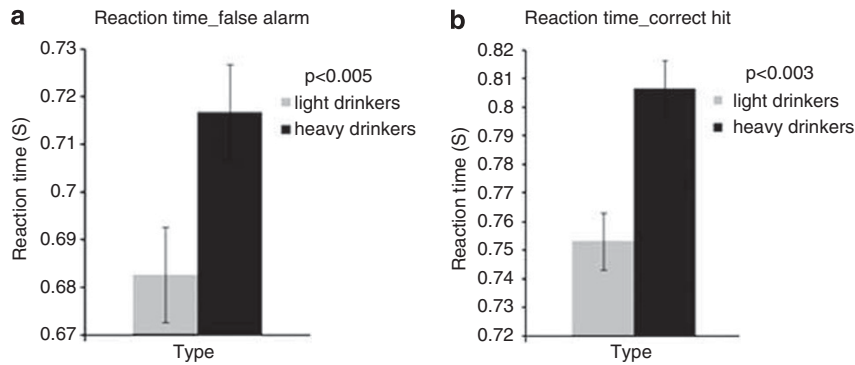 a Reaction time_false alarm
0.73
0.72
0.71
0.7
0.69
0.68
0.67
Reaction time (S)
Type
p<0.005
light drinkers
heavy drinkers
b Reaction time_correct hit
0.82
0.81
0.8
0.79
0.78
0.77
0.76
0.75
0.74
0.73
0.72
Reaction time (S)
Type
p<0.003
light drinkers
heavy drinkers